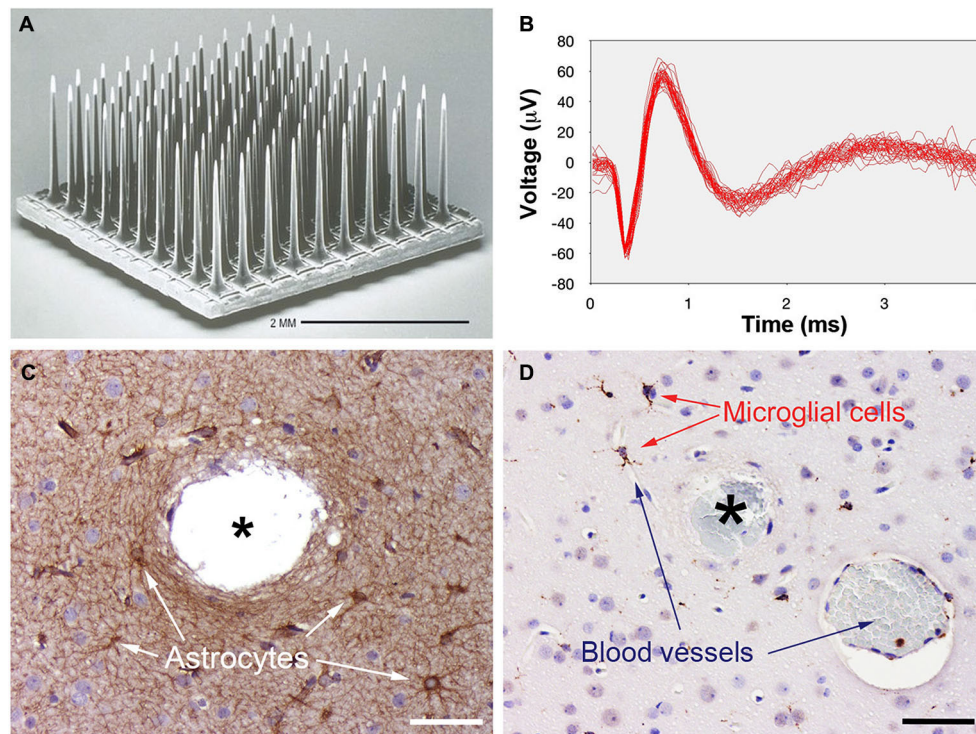 A
2 MM
B
Voltage (μV)
80
60
40
20
0
-20
-40
-60
-80
0
1
2
3
Time (ms)
C
*
Astrocytes
D
Microglial cells
*
Blood vessels